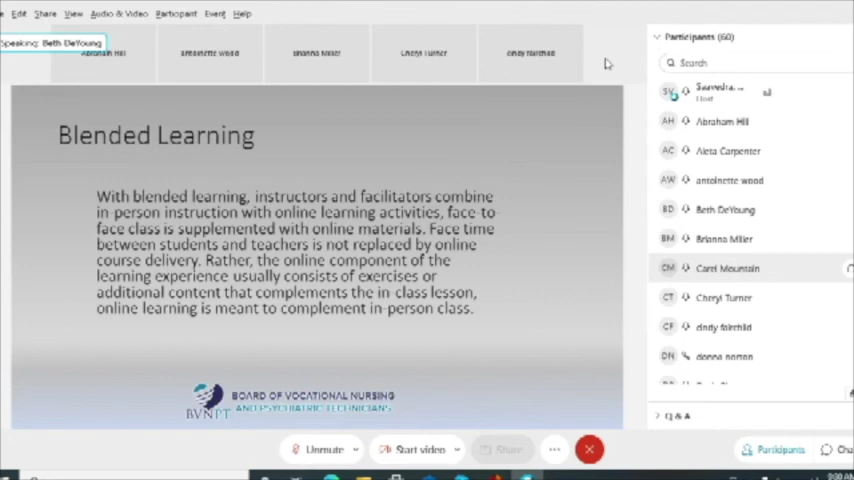 Edit Share View Audio & Video Participant Event Help
Speaking: Beth DeYoung
Abraham Hill antoinette wood Brianna Miller Cheryl Turner cindy fairchild
Blended Learning
With blended learning, instructors and facilitators combine
in-person instruction with online learning activities, face-to-
face class is supplemented with online materials. Face time
between students and teachers is not replaced by online
course delivery. Rather, the online component of the
learning experience usually consists of exercises or
additional content that complements the in-class lesson,
online learning is meant to complement in-person class.
BVNPT
BOARD OF VOCATIONAL NURSING
AND PSYCHIATRIC TECHNICIANS
Participants (60)
Search
Host
AH Abraham Hill
AC Aleta Carpenter
AW antoinette wood
BD Beth DeYoung
BM Brianna Miller
CM Carel Mountain
CT Cheryl Turner
CF cindy fairchild
DN donna norton
Q & A
Unmute
Start video
Share
Participants